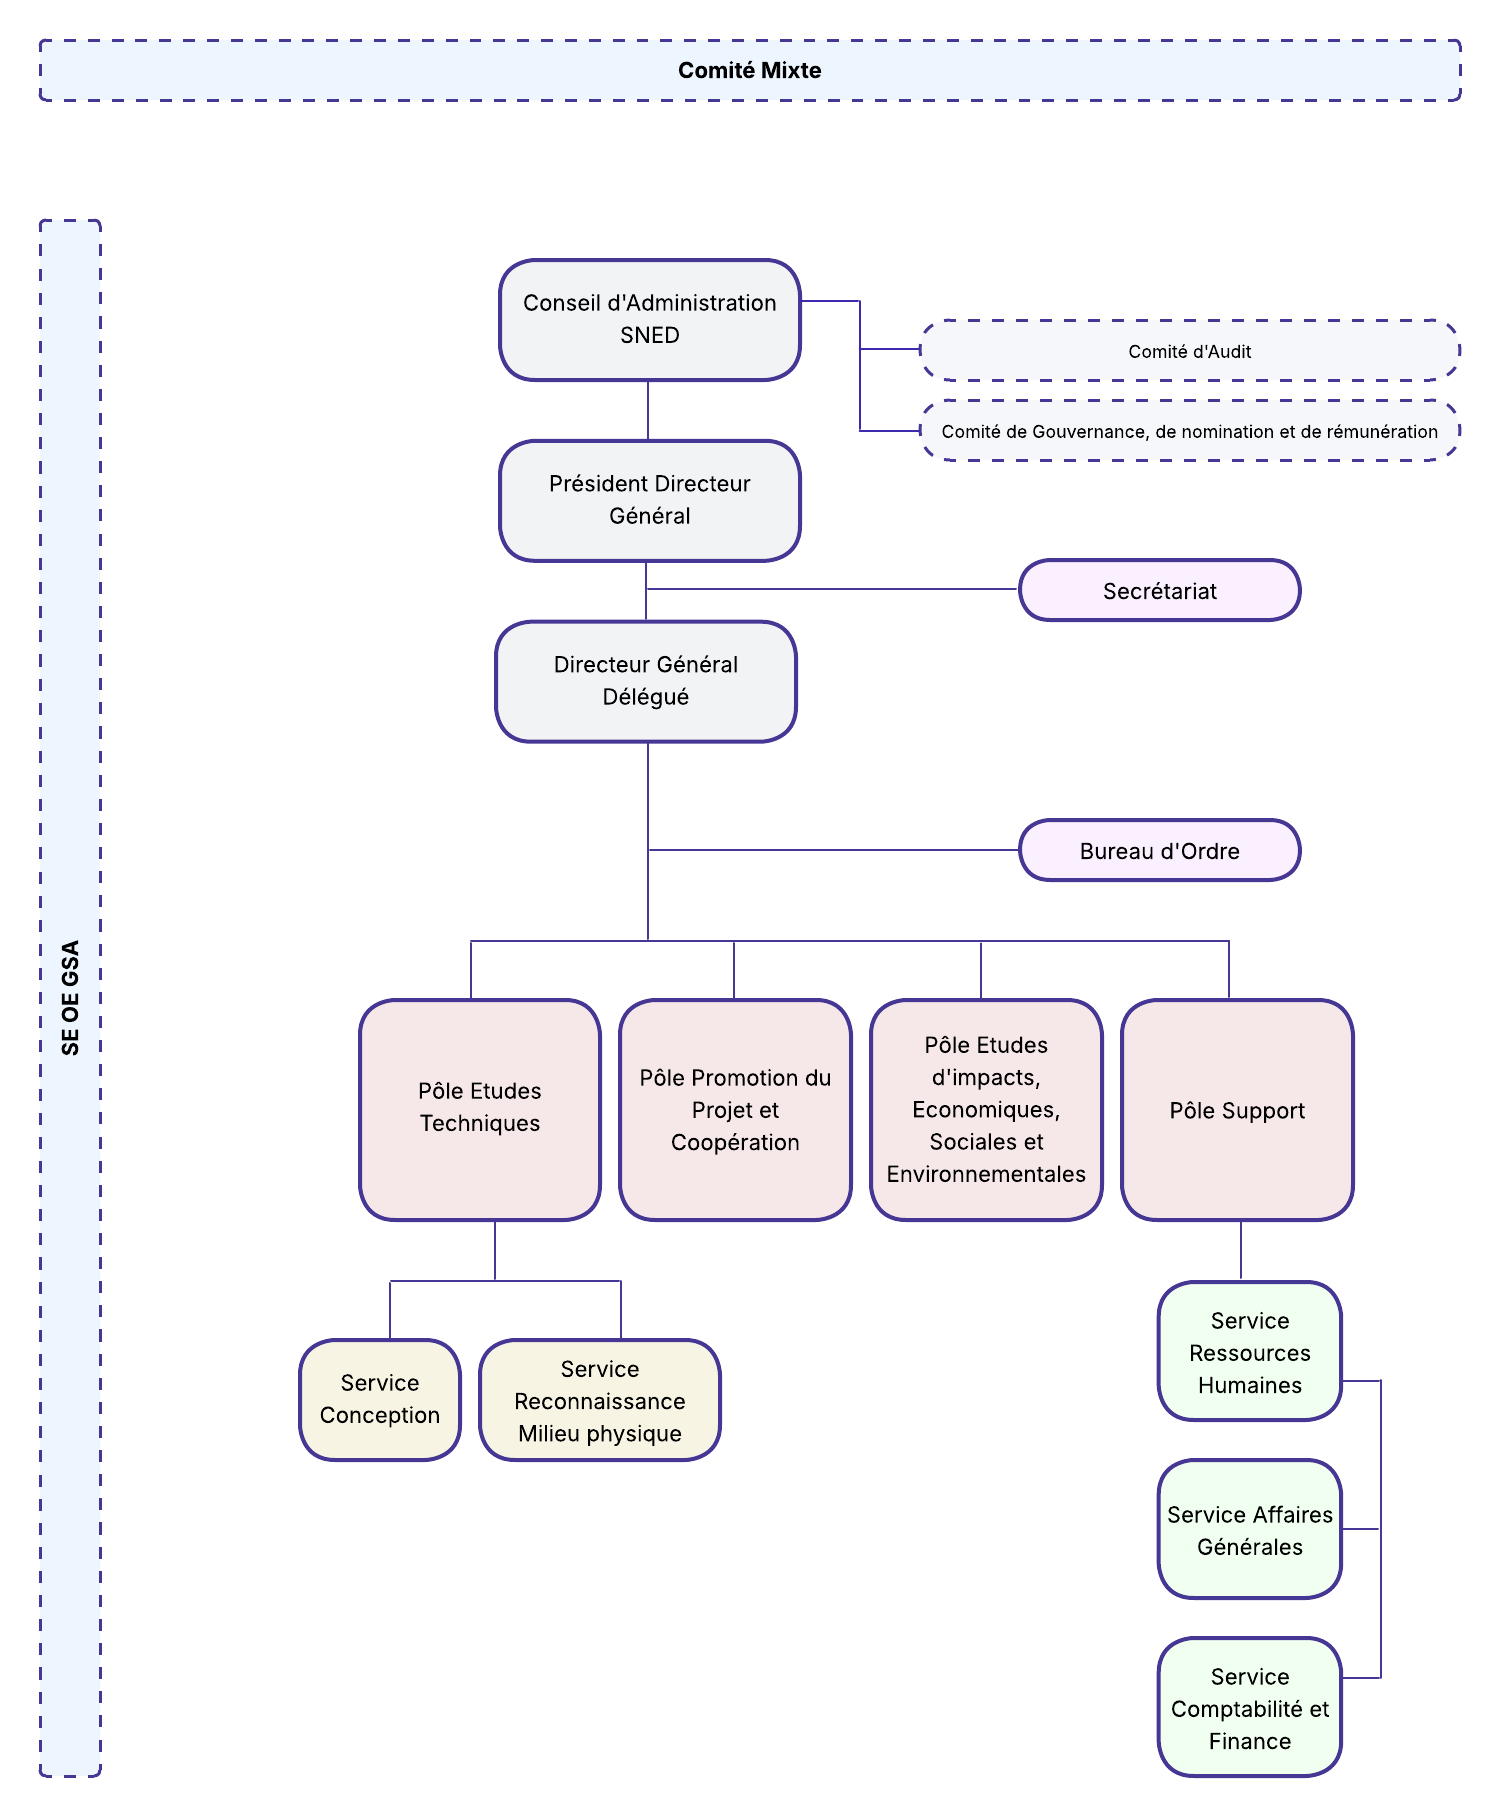 Comité Mixte
SE OE GSA
Conseil d'Administration
SNED
Comité d'Audit
Comité de Gouvernance, de nomination et de rémunération
Président Directeur
Général
Secrétariat
Directeur Général
Délégué
Bureau d'Ordre
Pôle Etudes
Techniques
Pôle Promotion du
Projet et
Coopération
Pôle Etudes
d'impacts,
Economiques,
Sociales et
Environnementales
Pôle Support
Service
Conception
Service
Reconnaissance
Milieu physique
Service
Ressources
Humaines
Service Affaires
Générales
Service
Comptabilité et
Finance